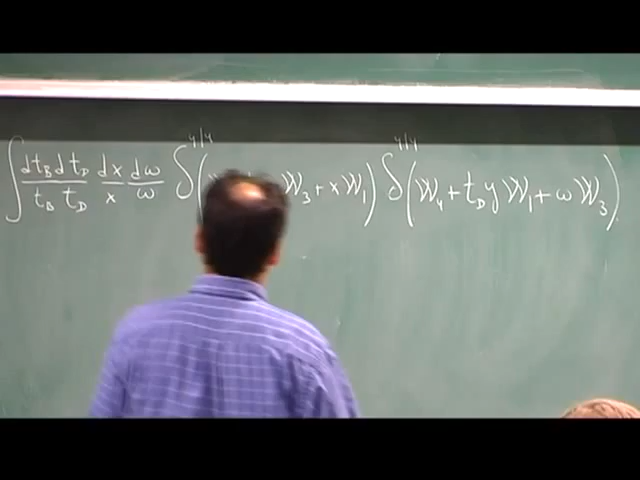 ∫ dt_B dt_D / t_B t_D dx/x dω/ω δ^{4|4}( 𝒲_3 + x 𝒲_1) δ^{4|4}(𝒲_4 + t_D y 𝒲_1 + ω 𝒲_3)